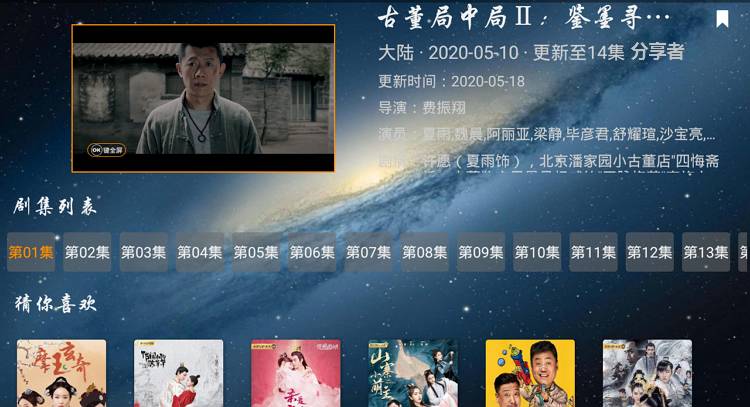 古董局中局Ⅱ：鉴墨寻…
大陆 · 2020-05-10 · 更新至14集 分享者
更新时间：2020-05-18
导演：费振翔
演员：夏雨,魏晨,阿丽亚,梁静,毕彦君,舒耀瑄,沙宝亮,...
许愿（夏雨饰），北京潘家园小古董店"四悔斋
OK键全屏
剧集列表
第01集 第02集 第03集 第04集 第05集 第06集 第07集 第08集 第09集 第10集 第11集 第12集 第13集
猜你喜欢
山寨小萌主